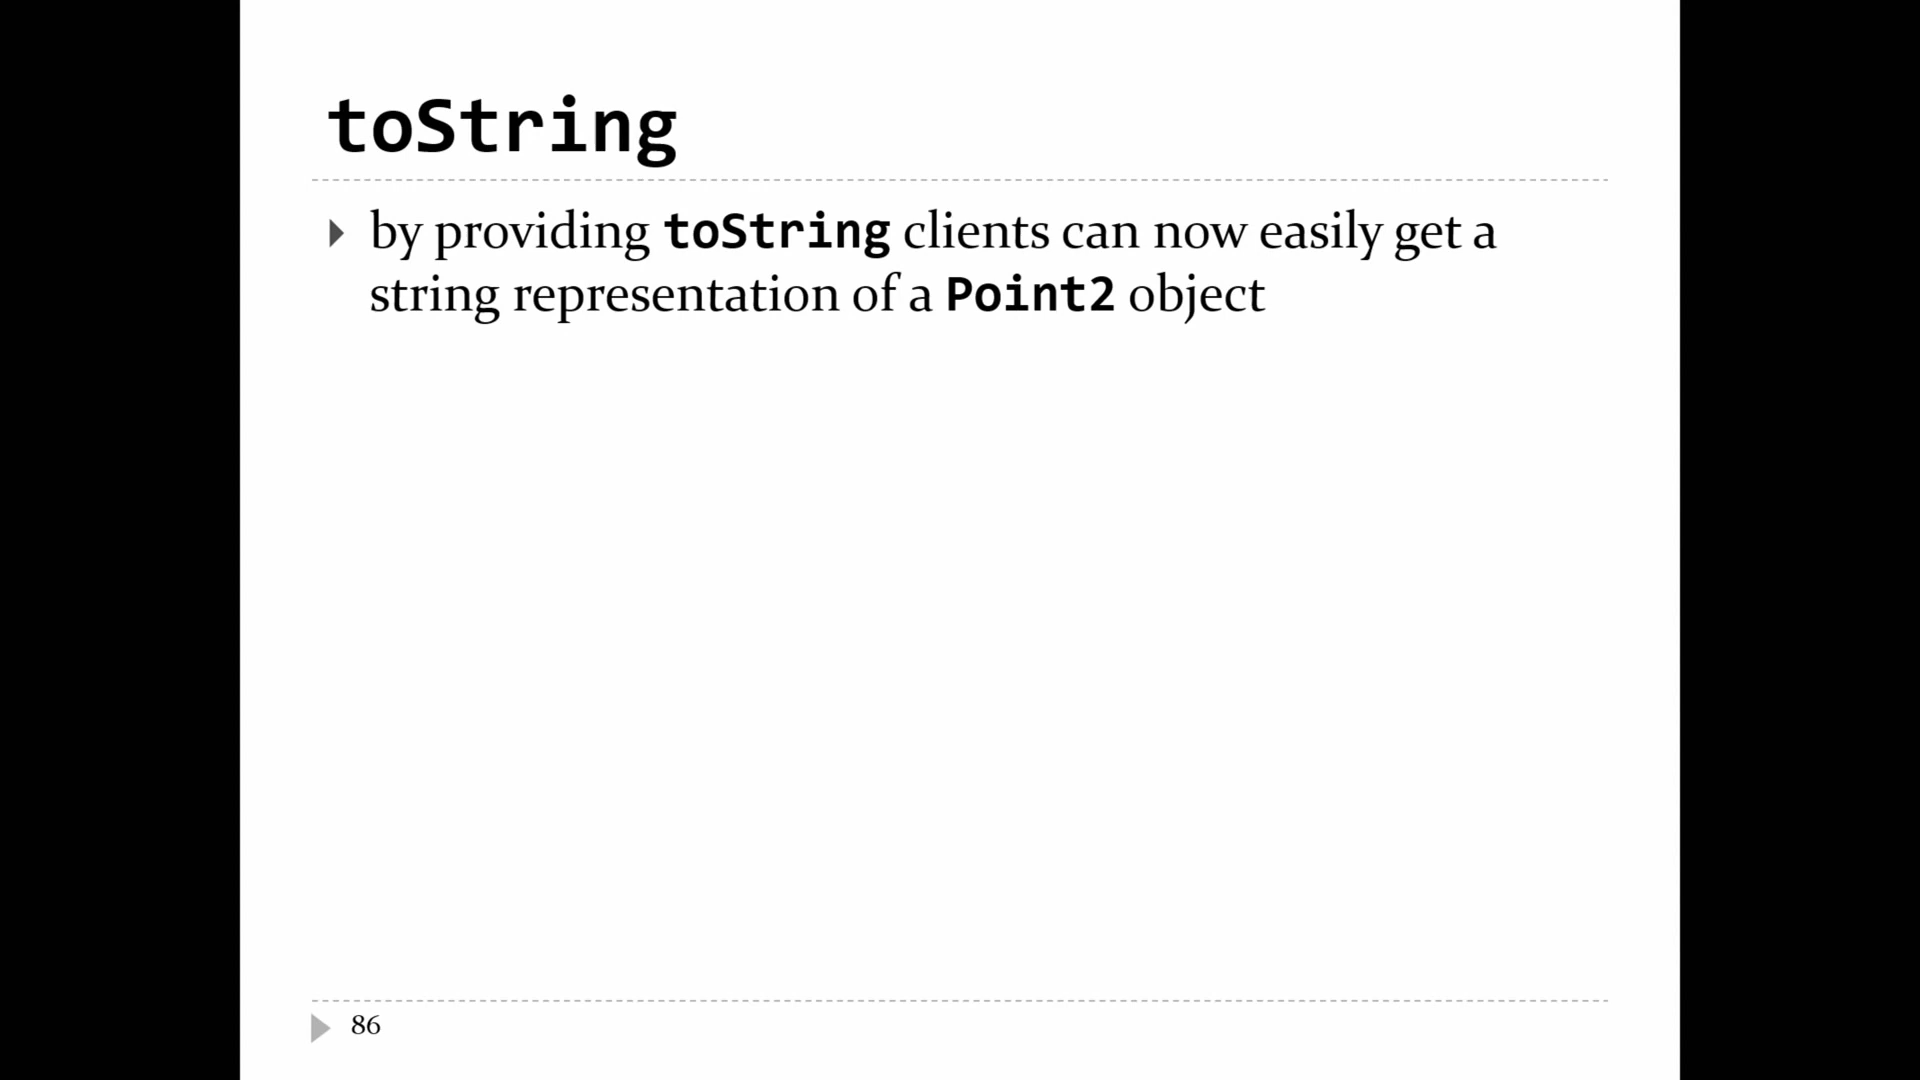 toString
by providing toString clients can now easily get a
string representation of a Point2 object
86